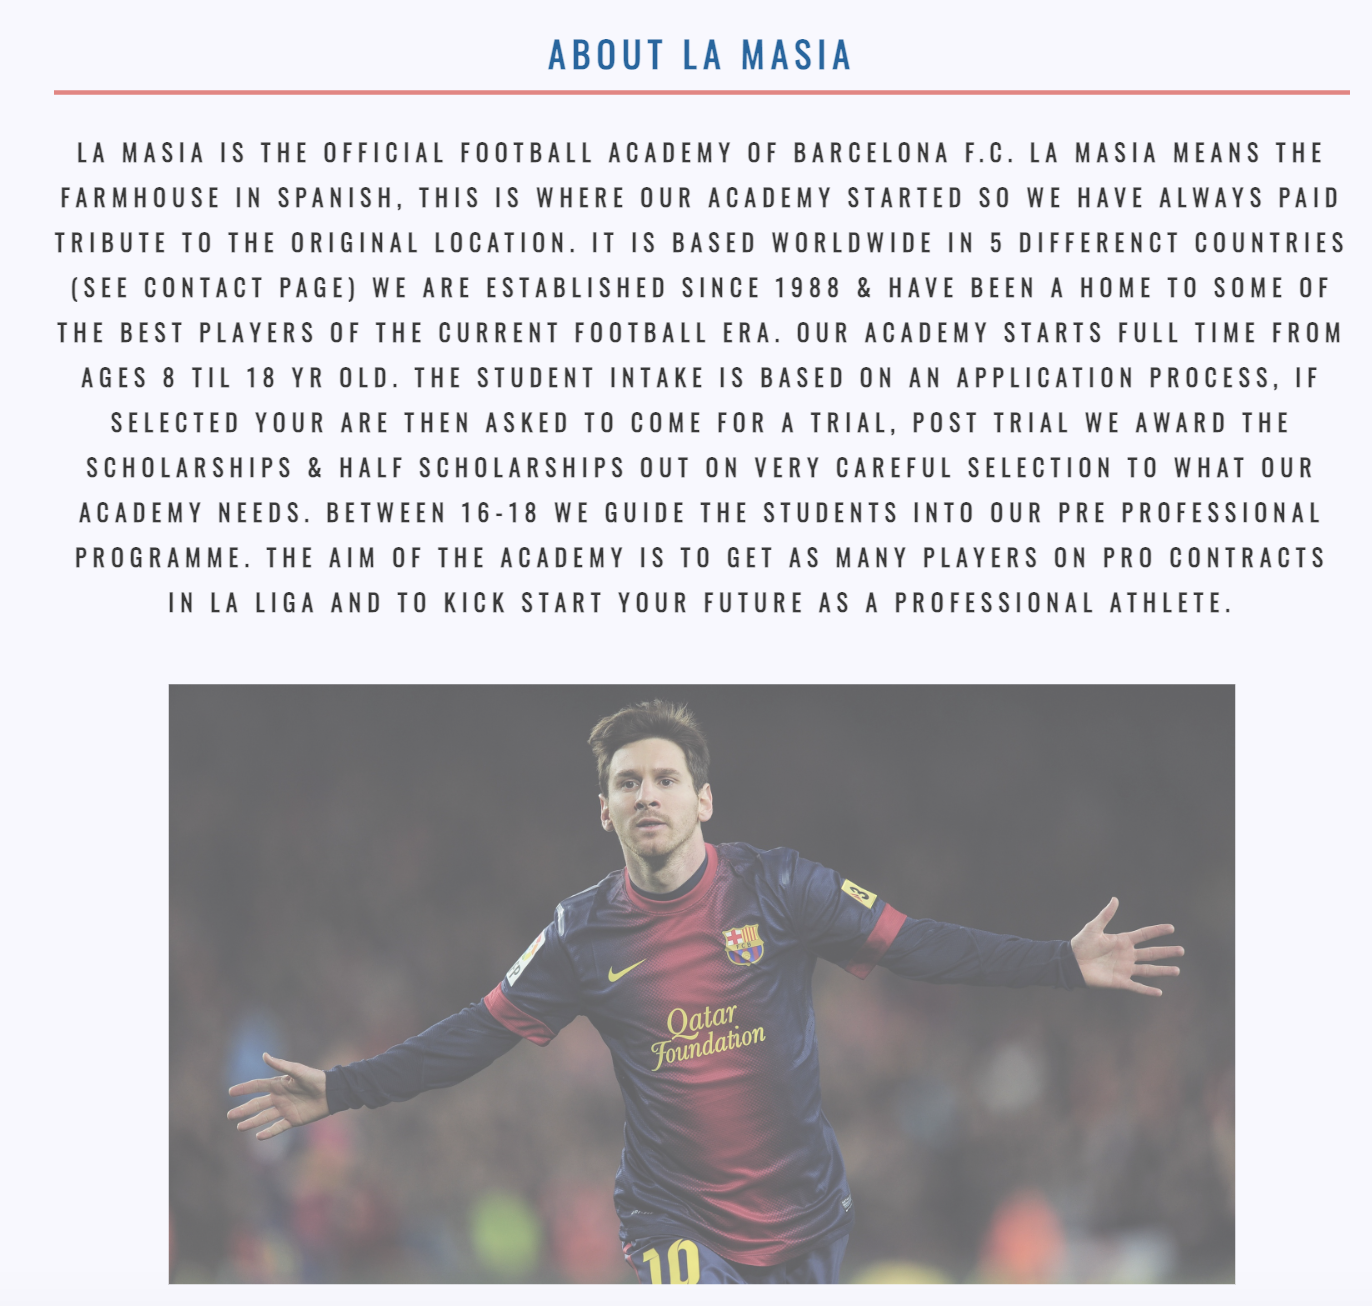 ABOUT LA MASIA
LA MASIA IS THE OFFICIAL FOOTBALL ACADEMY OF BARCELONA F.C. LA MASIA MEANS THE
FARMHOUSE IN SPANISH, THIS IS WHERE OUR ACADEMY STARTED SO WE HAVE ALWAYS PAID
TRIBUTE TO THE ORIGINAL LOCATION. IT IS BASED WORLDWIDE IN 5 DIFFERENCT COUNTRIES
(SEE CONTACT PAGE) WE ARE ESTABLISHED SINCE 1988 & HAVE BEEN A HOME TO SOME OF
THE BEST PLAYERS OF THE CURRENT FOOTBALL ERA. OUR ACADEMY STARTS FULL TIME FROM
AGES 8 TIL 18 YR OLD. THE STUDENT INTAKE IS BASED ON AN APPLICATION PROCESS, IF
SELECTED YOUR ARE THEN ASKED TO COME FOR A TRIAL, POST TRIAL WE AWARD THE
SCHOLARSHIPS & HALF SCHOLARSHIPS OUT ON VERY CAREFUL SELECTION TO WHAT OUR
ACADEMY NEEDS. BETWEEN 16-18 WE GUIDE THE STUDENTS INTO OUR PRE PROFESSIONAL
PROGRAMME. THE AIM OF THE ACADEMY IS TO GET AS MANY PLAYERS ON PRO CONTRACTS
IN LA LIGA AND TO KICK START YOUR FUTURE AS A PROFESSIONAL ATHLETE.
3
FCB
Qatar
Foundation
10